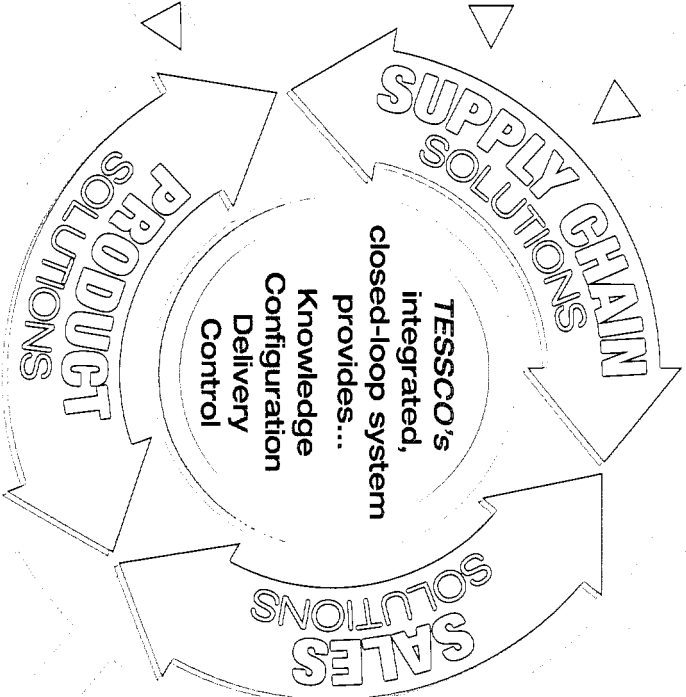 SUPPLY CHAIN
SOLUTIONS
PRODUCT
SOLUTIONS
SALES
SOLUTIONS
TESSCO's
integrated,
closed-loop system
provides...
Knowledge
Configuration
Delivery
Control